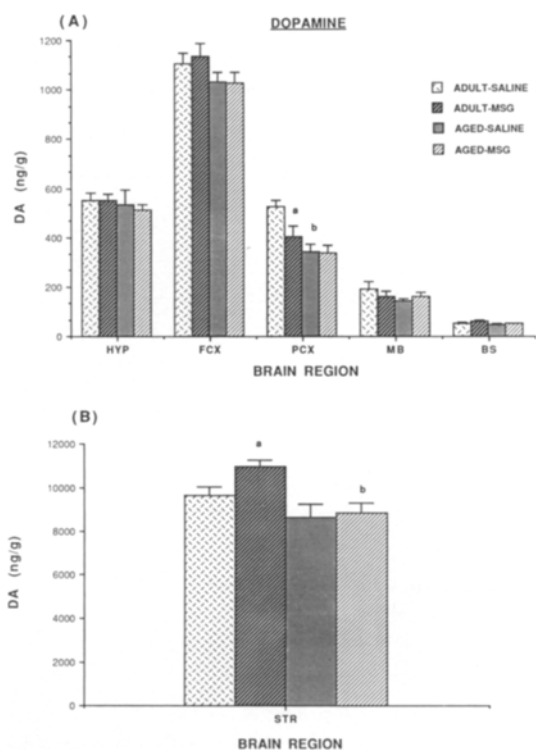 (A)
DOPAMINE
1200
1000
800
600
400
200
0
DA (ng/g)
ADULT-SALINE
ADULT-MSG
AGED-SALINE
AGED-MSG
a
b
HYP FCX PCX MB BS
BRAIN REGION
(B)
12000
10000
8000
6000
4000
2000
0
DA (ng/g)
a
b
STR
BRAIN REGION